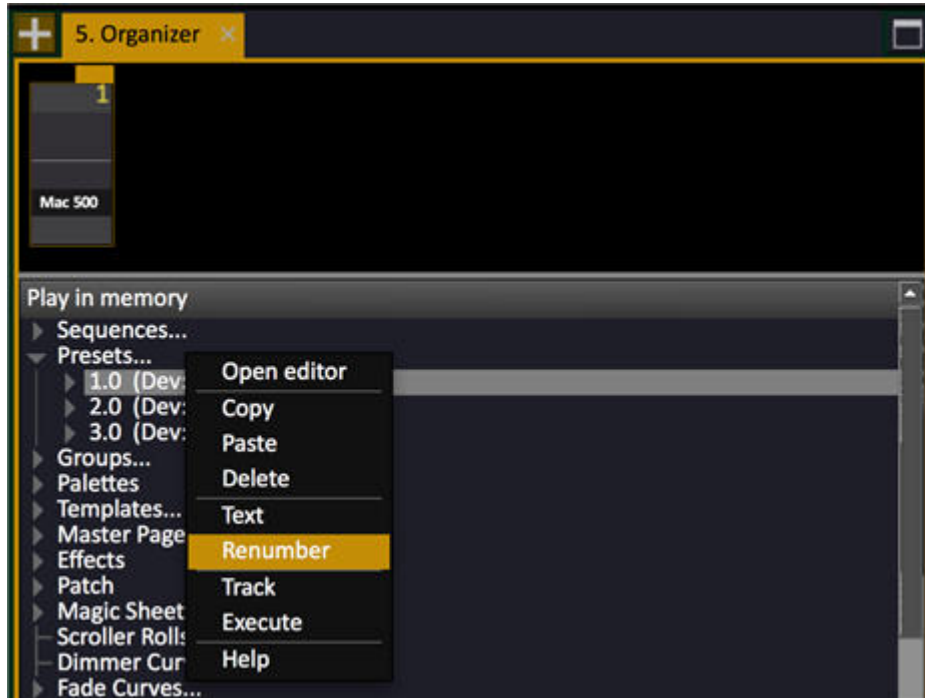 5. Organizer
1
Mac 500
Play in memory
Sequences...
Presets...
1.0 (Dev:
2.0 (Dev:
3.0 (Dev:
Groups...
Palettes
Templates...
Master Page
Effects
Patch
Magic Sheet
Scroller Rolls
Dimmer Cur
Fade Curves...
Open editor
Copy
Paste
Delete
Text
Renumber
Track
Execute
Help